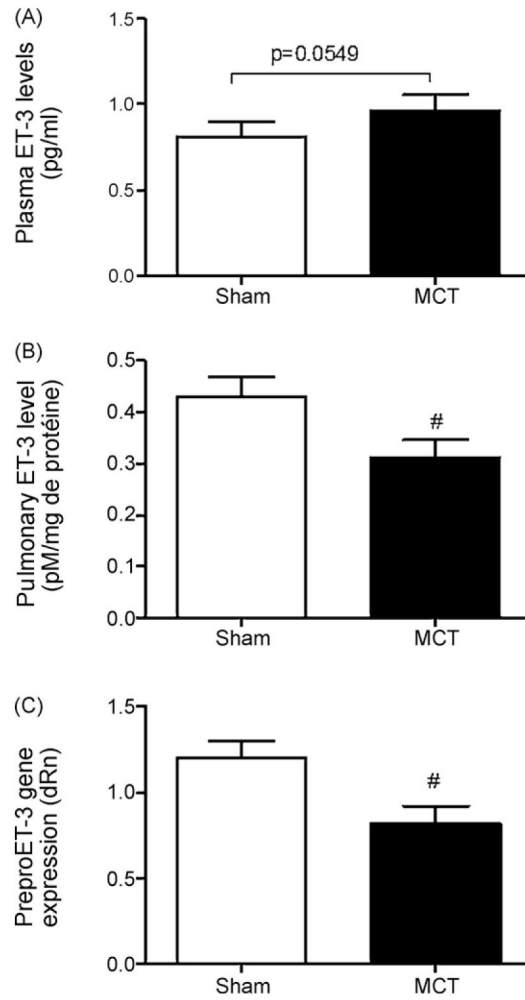 (A)
Plasma ET-3 levels
(pg/ml)
1.5
1.0
0.5
0.0
p=0.0549
Sham MCT
(B)
Pulmonary ET-3 level
(pM/mg de protéine)
0.5
0.4
0.3
0.2
0.1
0.0
#
Sham MCT
(C)
PreproET-3 gene
expression (dRn)
1.5
1.0
0.5
0.0
#
Sham MCT